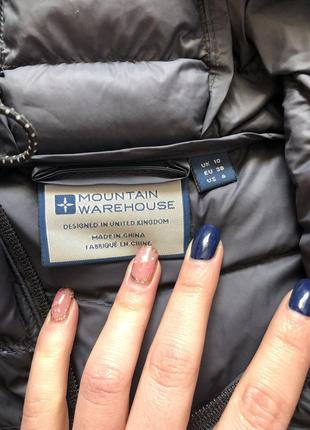 MOUNTAIN
WAREHOUSE
DESIGNED IN UNITED KINGDOM
MADE IN CHINA
FABRIQUÉ EN CHINE
UK 10
EU 38
US 6